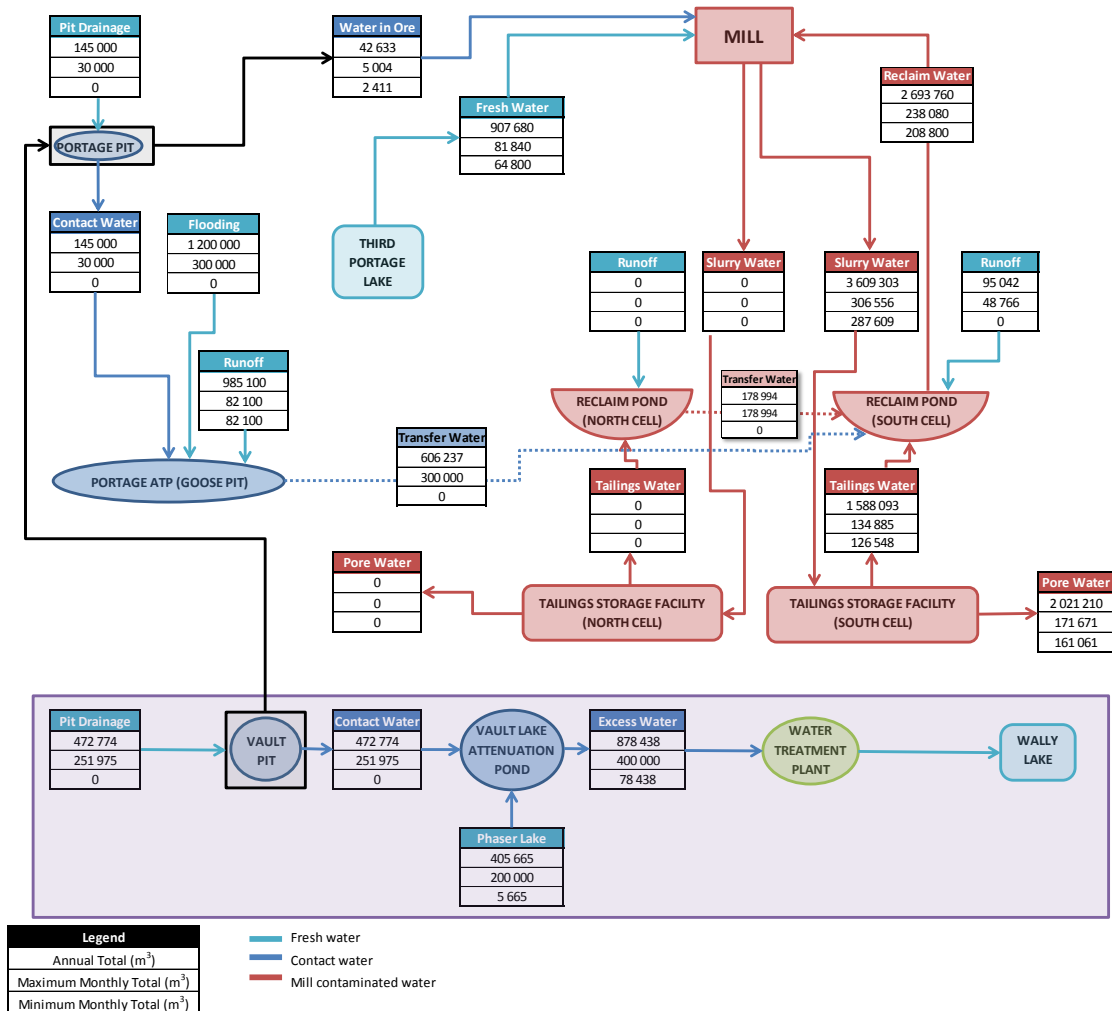 Pit Drainage
145 000
30 000
0
Water in Ore
42 633
5 004
2 411
MILL
Reclaim Water
2 693 760
238 080
208 800
Fresh Water
907 680
81 840
64 800
PORTAGE PIT
Contact Water
145 000
30 000
0
Flooding
1 200 000
300 000
0
THIRD
PORTAGE
LAKE
Runoff
0
0
0
Slurry Water
0
0
0
Slurry Water
3 609 303
306 556
287 609
Runoff
95 042
48 766
0
Runoff
985 100
82 100
82 100
Transfer Water
178 994
178 994
0
RECLAIM POND
(NORTH CELL)
RECLAIM POND
(SOUTH CELL)
Transfer Water
606 237
300 000
0
PORTAGE ATP (GOOSE PIT)
Tailings Water
0
0
0
Tailings Water
1 588 093
134 885
126 548
Pore Water
0
0
0
TAILINGS STORAGE FACILITY
(NORTH CELL)
TAILINGS STORAGE FACILITY
(SOUTH CELL)
Pore Water
2 021 210
171 671
161 061
Pit Drainage
472 774
251 975
0
VAULT
PIT
Contact Water
472 774
251 975
0
VAULT LAKE
ATTENUATION
POND
Excess Water
878 438
400 000
78 438
WATER
TREATMENT
PLANT
WALLY
LAKE
Phaser Lake
405 665
200 000
5 665
Legend
Annual Total (m³)
Maximum Monthly Total (m³)
Minimum Monthly Total (m³)
Fresh water
Contact water
Mill contaminated water